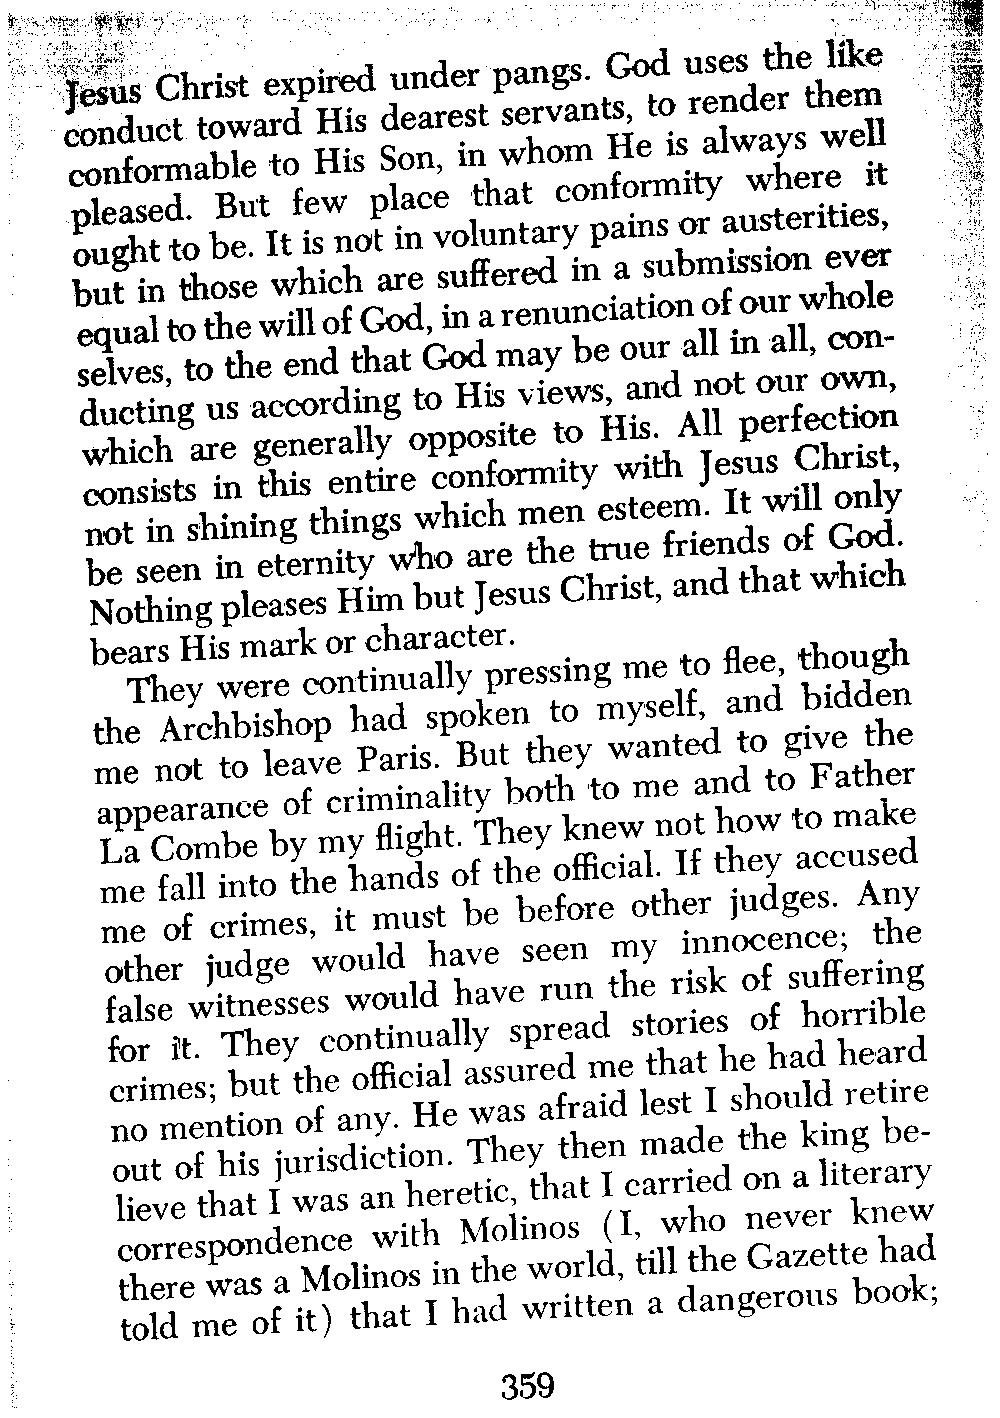 Jesus Christ expired under pangs. God uses the like
conduct toward His dearest servants, to render them
conformable to His Son, in whom He is always well
pleased. But few place that conformity where it
ought to be. It is not in voluntary pains or austerities,
but in those which are suffered in a submission ever
equal to the will of God, in a renunciation of our whole
selves, to the end that God may be our all in all, con-
ducting us according to His views, and not our own,
which are generally opposite to His. All perfection
consists in this entire conformity with Jesus Christ,
not in shining things which men esteem. It will only
be seen in eternity who are the true friends of God.
Nothing pleases Him but Jesus Christ, and that which
bears His mark or character.
They were continually pressing me to flee, though
the Archbishop had spoken to myself, and bidden
me not to leave Paris. But they wanted to give the
appearance of criminality both to me and to Father
La Combe by my flight. They knew not how to make
me fall into the hands of the official. If they accused
me of crimes, it must be before other judges. Any
other judge would have seen my innocence; the
false witnesses would have run the risk of suffering
for it. They continually spread stories of horrible
crimes; but the official assured me that he had heard
no mention of any. He was afraid lest I should retire
out of his jurisdiction. They then made the king be-
lieve that I was an heretic, that I carried on a literary
correspondence with Molinos (I, who never knew
there was a Molinos in the world, till the Gazette had
told me of it) that I had written a dangerous book;
359